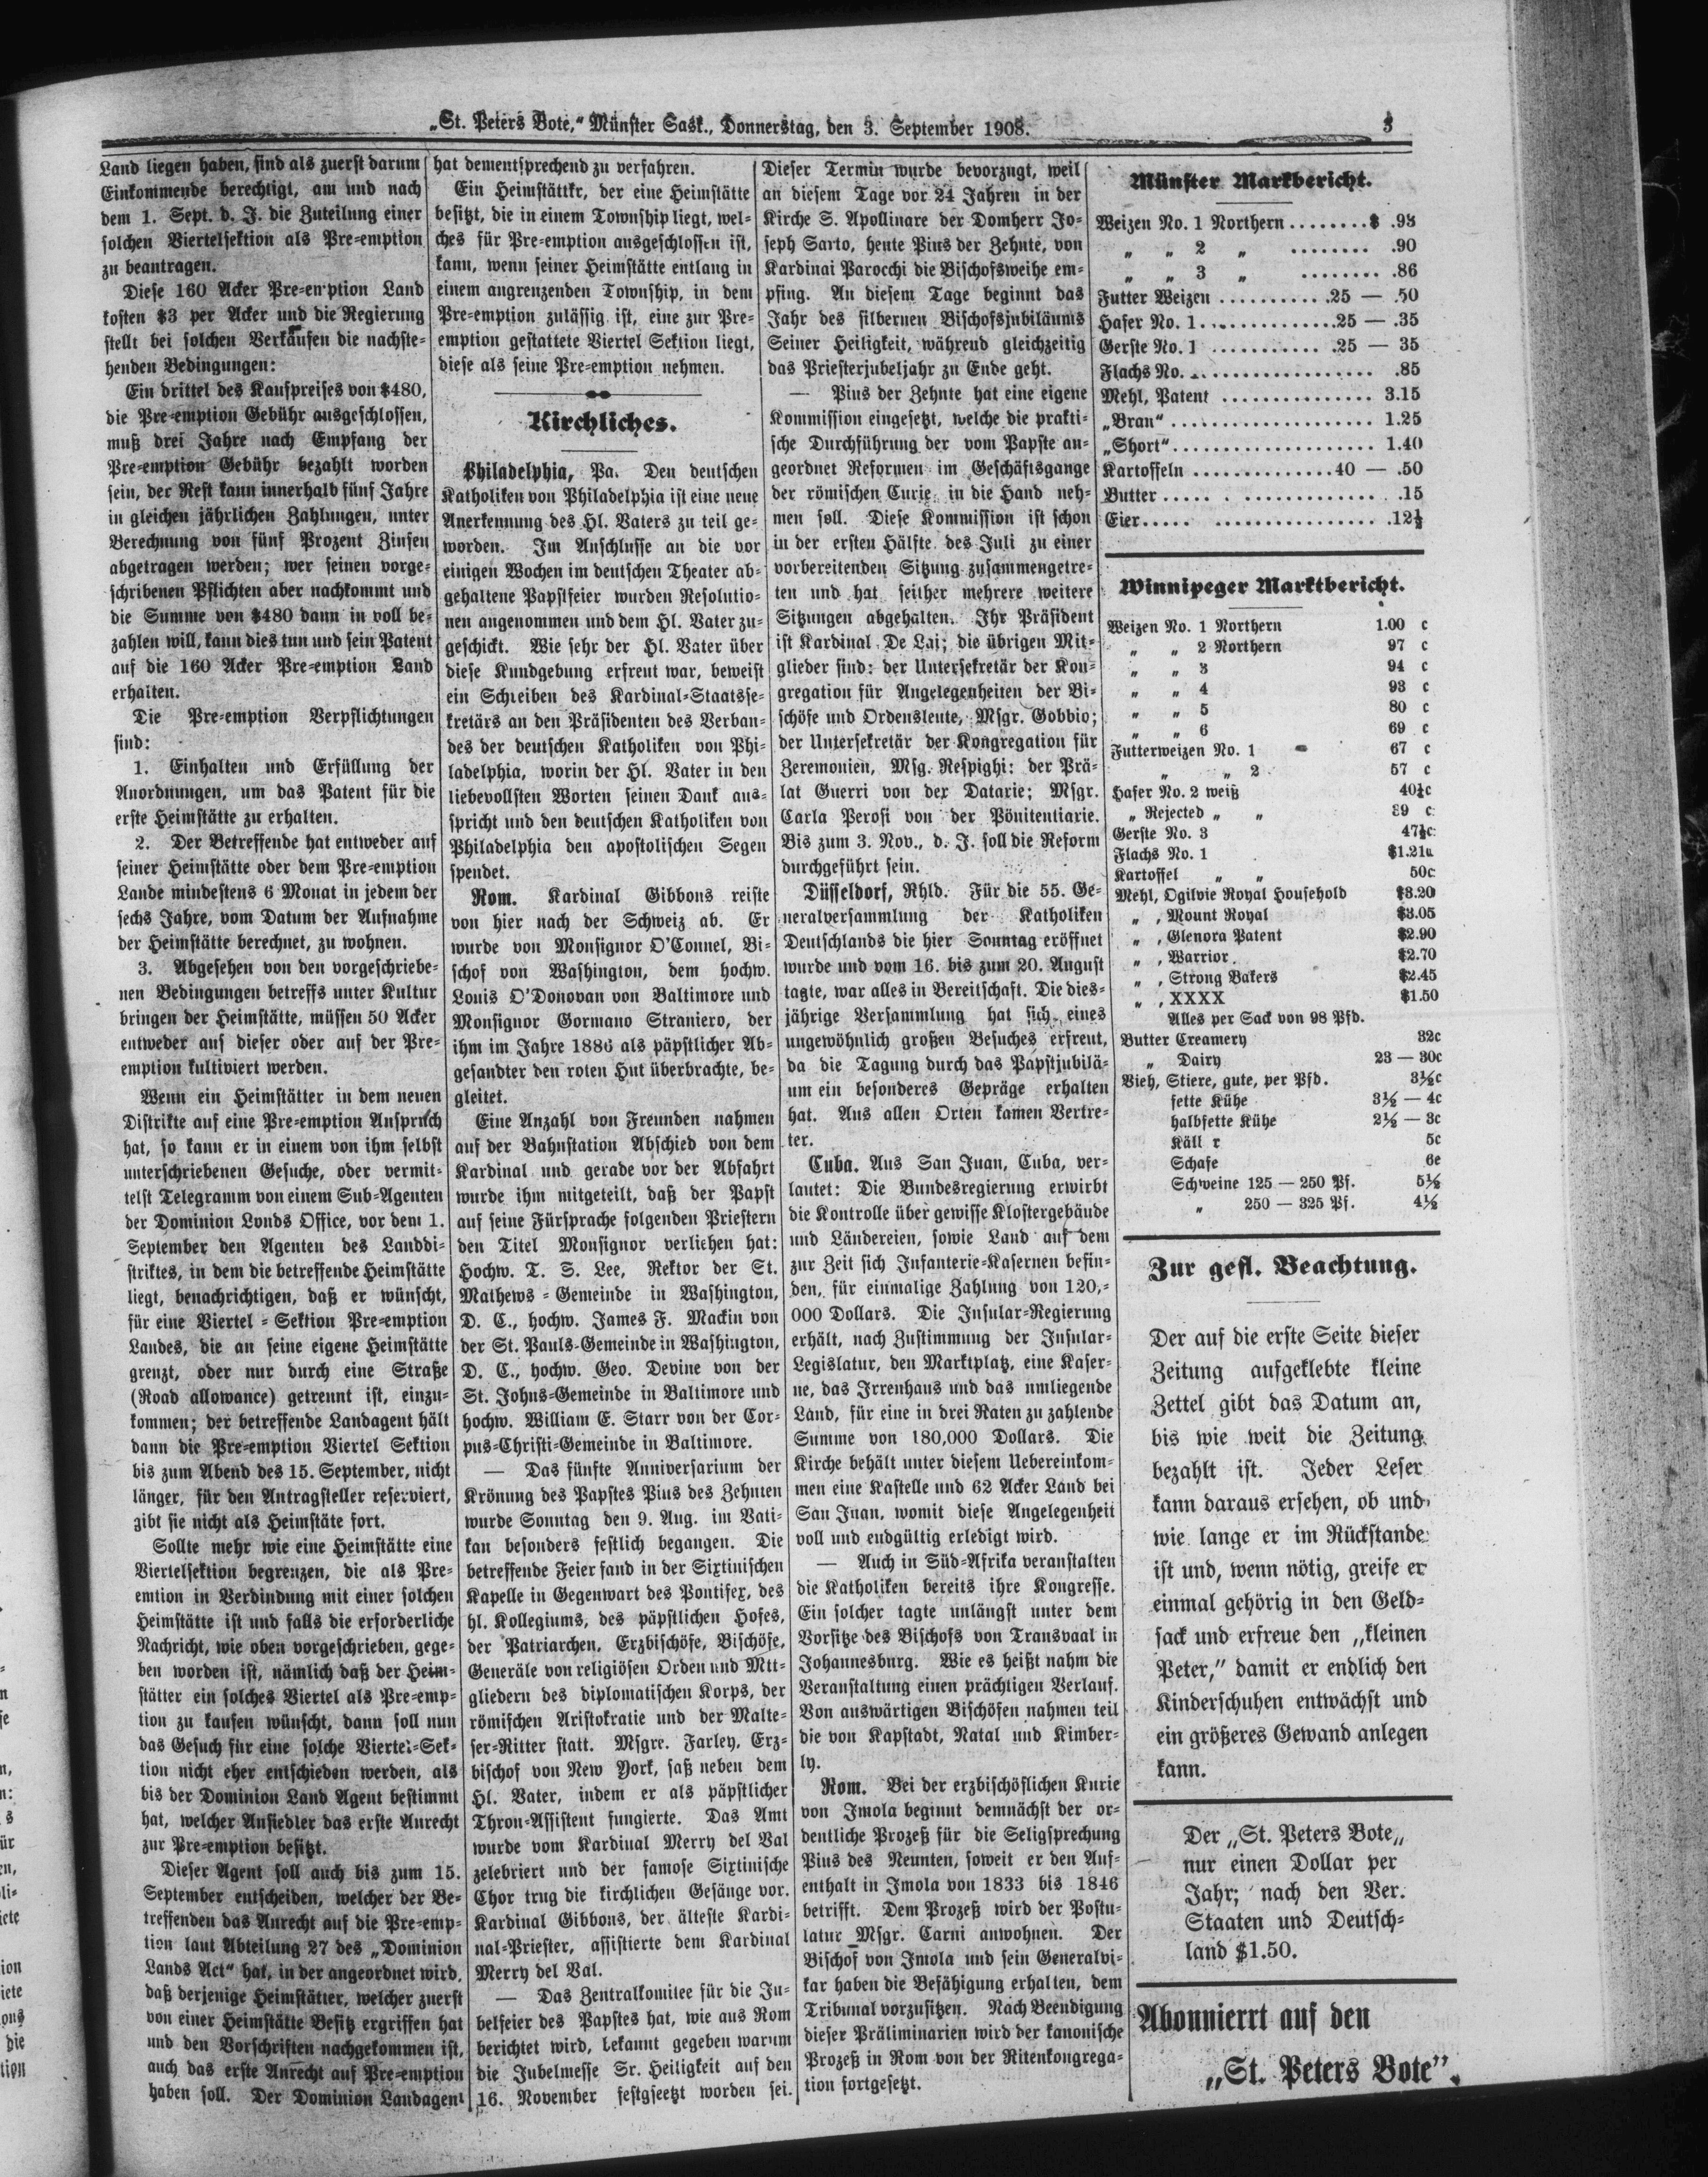 „St. Peters Bote,“ Münster Sask., Donnerstag, den 3. September 1908.
3
Land liegen haben, sind als zuerst darum
Einkommende berechtigt, am und nach
dem 1. Sept. d. J. die Zuteilung einer
solchen Viertelsektion als Pre-emption
zu beantragen.
Diese 160 Acker Pre-emption Land
kosten $3 per Acker und die Regierung
stellt bei solchen Verkäufen die nachste-
henden Bedingungen:
Ein drittel des Kaufpreises von $480,
die Pre-emption Gebühr ausgeschlossen,
muß drei Jahre nach Empfang der
Pre-emption Gebühr bezahlt worden
sein, der Rest kann innerhalb fünf Jahre
in gleichen jährlichen Zahlungen, unter
Berechnung von fünf Prozent Zinsen
abgetragen werden; wer seinen vorge-
schribenen Pflichten aber nachkommt und
die Summe von $480 dann in voll be-
zahlen will, kann dies tun und sein Patent
auf die 160 Acker Pre-emption Land
erhalten.
Die Pre-emption Verpflichtungen
sind:
1. Einhalten und Erfüllung der
Anordnungen, um das Patent für die
erste Heimstätte zu erhalten.
2. Der Betreffende hat entweder auf
seiner Heimstätte oder dem Pre-emption
Lande mindestens 6 Monat in jedem der
sechs Jahre, vom Datum der Aufnahme
der Heimstätte berechnet, zu wohnen.
3. Abgesehen von den vorgeschriebe-
nen Bedingungen betreffs unter Kultur
bringen der Heimstätte, müssen 50 Acker
entweder auf dieser oder auf der Pre-
emption kultiviert werden.
Wenn ein Heimstätter in dem neuen
Distrikte auf eine Pre-emption Anspruch
hat, so kann er in einem von ihm selbst
unterschriebenen Gesuche, oder vermit-
telst Telegramm von einem Sub-Agenten
der Dominion Lands Office, vor dem 1.
September den Agenten des Landdi-
striktes, in dem die betreffende Heimstätte
liegt, benachrichtigen, daß er wünscht,
für eine Viertel-Sektion Pre-emption
Landes, die an seine eigene Heimstätte
grenzt, oder nur durch eine Straße
(Road allowance) getrennt ist, einzu-
kommen; der betreffende Landagent hält
dann die Pre-emption Viertel Sektion
bis zum Abend des 15. September, nicht
länger, für den Antragsteller reserviert,
gibt sie nicht als Heimstäte fort.
Sollte mehr wie eine Heimstätte eine
Viertelsektion begrenzen, die als Pre-
emtion in Verdindung mit einer solchen
Heimstätte ist und falls die erforderliche
Nachricht, wie oben vorgeschrieben, gege-
ben worden ist, nämlich daß der Heim-
stätter ein solches Viertel als Pre-emp-
tion zu kaufen wünscht, dann soll nun
das Gesuch für eine solche Viertel-Sek-
tion nicht eher entschieden werden, als
bis der Dominion Land Agent bestimmt
hat, welcher Ansiedler das erste Anrecht
zur Pre-emption besitzt.
Dieser Agent soll auch bis zum 15.
September entscheiden, welcher der Be-
treffenden das Anrecht auf die Pre-emp-
tion laut Abteilung 27 des „Dominion
Lands Act“ hat, in der angeordnet wird,
daß derjenige Heimstätter, welcher zuerst
von einer Heimstätte Besitz ergriffen hat
und den Vorschriften nachgekommen ist,
auch das erste Anrecht auf Pre-emption
haben soll. Der Dominion Landagent
hat dementsprechend zu verfahren.
Ein Heimstättkr, der eine Heimstätte
besitzt, die in einem Township liegt, wel-
ches für Pre-emption ausgeschlossen ist,
kann, wenn seiner Heimstätte entlang in
einem angrenzenden Township, in dem
Pre-emption zulässig ist, eine zur Pre-
emption gestattete Viertel Sektion liegt,
diese als seine Pre-emption nehmen.
Kirchliches.
Philadelphia, Pa. Den deutschen
Katholiken von Philadelphia ist eine neue
Anerkennung des Hl. Vaters zu teil ge-
worden. Im Anschlusse an die vor
einigen Wochen im deutschen Theater ab-
gehaltene Papstfeier wurden Resolutio-
nen angenommen und dem Hl. Vater zu-
geschickt. Wie sehr der Hl. Vater über
diese Kundgebung erfreut war, beweist
ein Schreiben des Kardinal-Staatsse-
kretärs an den Präsidenten des Verban-
des der deutschen Katholiken von Phi-
ladelphia, worin der Hl. Vater in den
liebevollsten Worten seinen Dank aus-
spricht und den deutschen Katholiken von
Philadelphia den apostolischen Segen
spendet.
Rom. Kardinal Gibbons reiste
von hier nach der Schweiz ab. Er
wurde von Monsignor O'Connel, Bi-
schof von Washington, dem hochw.
Louis O'Donovan von Baltimore und
Monsignor Gormano Straniero, der
ihm im Jahre 1886 als päpstlicher Ab-
gesandter den roten Hut überbrachte, be-
gleitet.
Eine Anzahl von Freunden nahmen
auf der Bahnstation Abschied von dem
Kardinal und gerade vor der Abfahrt
wurde ihm mitgeteilt, daß der Papst
auf seine Fürsprache folgenden Priestern
den Titel Monsignor verliehen hat:
Hochw. T. S. Lee, Rektor der St.
Mathews-Gemeinde in Washington,
D. C., hochw. James F. Mackin von
der St. Pauls-Gemeinde in Washington,
D. C., hochw. Geo. Devine von der
St. Johns-Gemeinde in Baltimore und
hochw. William E. Starr von der Cor-
pus-Christi-Gemeinde in Baltimore.
— Das fünfte Anniversarium der
Krönung des Papstes Pius des Zehnten
wurde Sonntag den 9. Aug. im Vati-
kan besonders festlich begangen. Die
betreffende Feier fand in der Sixtinischen
Kapelle in Gegenwart des Pontifex, des
hl. Kollegiums, des päpstlichen Hofes,
der Patriarchen, Erzbischöfe, Bischöfe,
Generäle von religiösen Orden und Mit-
gliedern des diplomatischen Korps, der
römischen Aristokratie und der Malte-
ser-Ritter statt. Msgre. Farley, Erz-
bischof von New York, saß neben dem
Hl. Vater, indem er als päpstlicher
Thron-Assistent fungierte. Das Amt
wurde vom Kardinal Merry del Val
zelebriert und der famose Sixtinische
Chor trug die kirchlichen Gesänge vor.
Kardinal Gibbons, der älteste Kardi-
nal-Priester, assistierte dem Kardinal
Merry del Val.
— Das Zentralkomitee für die Ju-
belfeier des Papstes hat, wie aus Rom
berichtet wird, bekannt gegeben warum
die Jubelmesse Sr. Heiligkeit auf den
16. November festgseetzt worden sei.
Dieser Termin wurde bevorzugt, weil
an diesem Tage vor 24 Jahren in der
Kirche S. Apollinare der Domherr Jo-
seph Sarto, heute Pius der Zehnte, von
Kardinai Parocchi die Bischofsweihe em-
pfing. An diesem Tage beginnt das
Jahr des silbernen Bischofsjubiläums
Seiner Heiligkeit, während gleichzeitig
das Priesterjubeljahr zu Ende geht.
— Pius der Zehnte hat eine eigene
Kommission eingesetzt, welche die prakti-
sche Durchführung der vom Papste an-
geordnet Reformen im Geschäftsgange
der römischen Curie, in die Hand neh-
men soll. Diese Kommission ist schon
in der ersten Hälfte des Juli zu einer
vorbereitenden Sitzung zusammengetre-
ten und hat seither mehrere weitere
Sitzungen abgehalten. Ihr Präsident
ist Kardinal De Lai; die übrigen Mit-
glieder sind: der Untersekretär der Kon-
gregation für Angelegenheiten der Bi-
schöfe und Ordensleute, Msgr. Gobbio;
der Untersekretär der Kongregation für
Zeremonien, Msg. Respighi: der Prä-
lat Guerri von der Datarie; Msgr.
Carla Perosi von der Pönitentiarie.
Bis zum 3. Nov., d. J. soll die Reform
durchgeführt sein.
Düsseldorf, Rhld. Für die 55. Ge-
neralversammlung der Katholiken
Deutschlands die hier Sonntag eröffnet
wurde und vom 16. bis zum 20. August
tagte, war alles in Bereitschaft. Die dies-
jährige Versammlung hat sich eines
ungewöhnlich großen Besuches erfreut,
da die Tagung durch das Papstjubilä-
um ein besonderes Gepräge erhalten
hat. Aus allen Orten kamen Vertre-
ter.
Cuba. Aus San Juan, Cuba, ver-
lautet: Die Bundesregierung erwirbt
die Kontrolle über gewisse Klostergebäude
und Ländereien, sowie Land auf dem
zur Zeit sich Infanterie-Kasernen befin-
den, für einmalige Zahlung von 120,-
000 Dollars. Die Insular-Regierung
erhält, nach Zustimmung der Insular-
Legislatur, den Marktplatz, eine Kaser-
ne, das Irrenhaus und das umliegende
Land, für eine in drei Raten zu zahlende
Summe von 180,000 Dollars. Die
Kirche behält unter diesem Uebereinkom-
men eine Kastelle und 62 Acker Land bei
San Juan, womit diese Angelegenheit
voll und endgültig erledigt wird.
— Auch in Süd-Afrika veranstalten
die Katholiken bereits ihre Kongresse.
Ein solcher tagte unlängst unter dem
Vorsitze des Bischofs von Transvaal in
Johannesburg. Wie es heißt nahm die
Veranstaltung einen prächtigen Verlauf.
Von auswärtigen Bischöfen nahmen teil
die von Kapstadt, Natal und Kimber-
ly.
Rom. Bei der erzbischöflichen Kurie
von Imola beginnt demnächst der or-
dentliche Prozeß für die Seligsprechung
Pius des Neunten, soweit er den Auf-
enthalt in Imola von 1833 bis 1846
betrifft. Dem Prozeß wird der Postu-
latur Msgr. Carni anwohnen. Der
Bischof von Imola und sein Generalvi-
kar haben die Befähigung erhalten, dem
Tribunal vorzusitzen. Nach Beendigung
dieser Präliminarien wird der kanonische
Prozeß in Rom von der Ritenkongrega-
tion fortgesetzt.
Münster Markbericht.
Weizen No. 1 Northern ........ $ .93
„ „ 2 „ ........ .90
„ „ 3 „ ........ .86
Futter Weizen ........... .25 — .50
Hafer No. 1 ............. .25 — .35
Gerste No. 1 ........... .25 — 35
Flachs No. ................. .85
Mehl, Patent ............... 3.15
„Bran“ .................... 1.25
„Short“ .................... 1.40
Kartoffeln .............. 40 — .50
Butter ..... . .............. .15
Eier ..... ................ .12½
Winnipeger Marktbericht.
Weizen No. 1 Northern 1.00 c
„ „ 2 Northern 97 c
„ „ 3 94 c
„ „ 4 93 c
„ „ 5 80 c
„ „ 6 69 c
Futterweizen No. 1 67 c
„ „ 2 57 c
Hafer No. 2 weiß 40½c
„ Rejected „ „ 39 c
Gerste No. 3 47½c
Flachs No. 1 $1.21
Kartoffel „ „ 50c
Mehl, Ogilvie Royal Household $3.20
„ , Mount Royal $3.05
„ , Glenora Patent $2.90
„ , Warrior. $2.70
„ , Strong Bakers $2.45
„ , XXXX $1.50
Alles per Sack von 98 Pfd.
Butter Creamery 32c
„ Dairy 23 — 30c
Vieh, Stiere, gute, per Pfd. 3½c
fette Kühe 3½ — 4c
halbfette Kühe 2½ — 3c
Käll r 5c
Schafe 6e
Schweine 125 — 250 Pf. 5½
„ 250 — 325 Pf. 4½
Zur gefl. Beachtung.
Der auf die erste Seite dieser
Zeitung aufgeklebte kleine
Zettel gibt das Datum an,
bis wie weit die Zeitung
bezahlt ist. Jeder Leser
kann daraus ersehen, ob und
wie lange er im Rückstande
ist und, wenn nötig, greife er
einmal gehörig in den Geld-
sack und erfreue den „kleinen
Peter,“ damit er endlich den
Kinderschuhen entwächst und
ein größeres Gewand anlegen
kann.
Der „St. Peters Bote„
nur einen Dollar per
Jahr; nach den Ver.
Staaten und Deutsch-
land $1.50.
Abonnierrt auf den
„St. Peters Bote”.